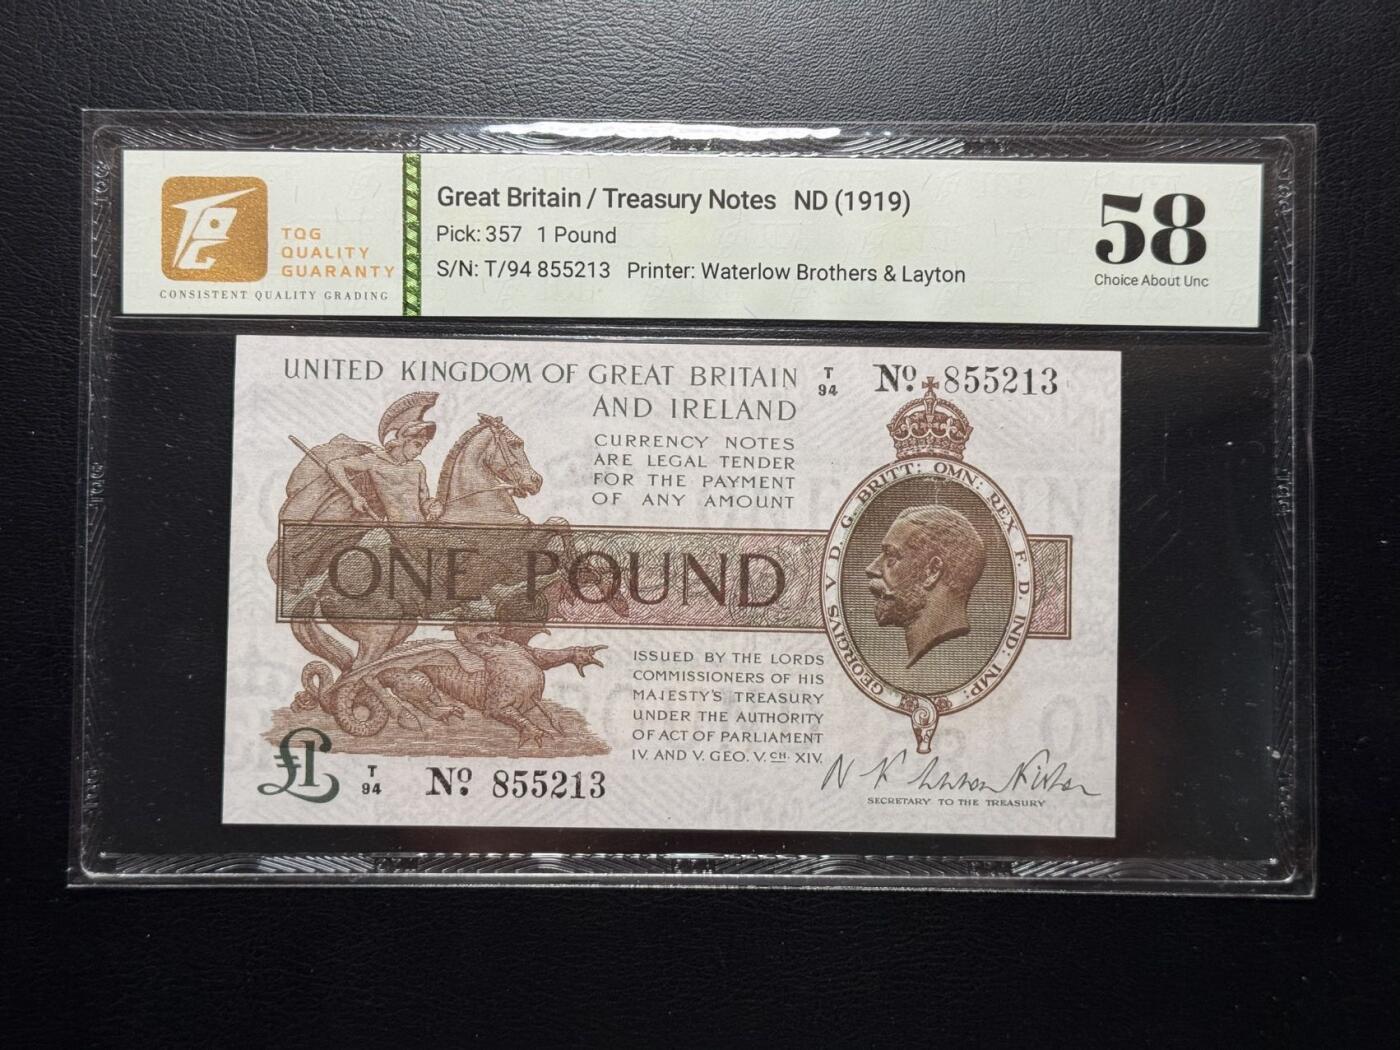 TQG
QUALITY
GUARANTY
CONSISTENT QUALITY GRADING
Great Britain / Treasury Notes ND (1919)
Pick: 357 1 Pound
S/N: T/94 855213 Printer: Waterlow Brothers & Layton
58
Choice About Unc
UNITED KINGDOM OF GREAT BRITAIN
AND IRELAND
T
94 No. 855213
CURRENCY NOTES
ARE LEGAL TENDER
FOR THE PAYMENT
OF ANY AMOUNT
ONE POUND
GEORGIVS V D. G. BRITT: OMN: REX F. D. IND: IMP:
ISSUED BY THE LORDS
COMMISSIONERS OF HIS
MAJESTY'S TREASURY
UNDER THE AUTHORITY
OF ACT OF PARLIAMENT
IV. AND V. GEO. V. CH. XIV.
£1 T
94 No. 855213
SECRETARY TO THE TREASURY